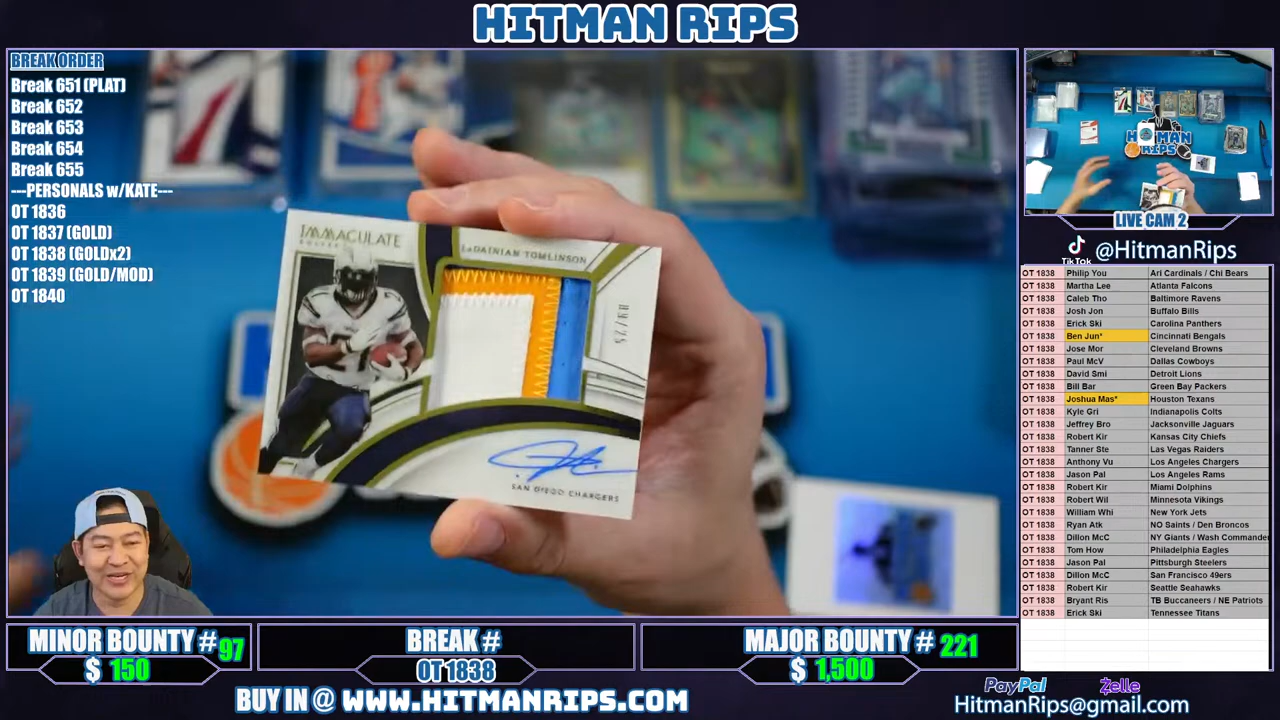 HITMAN RIPS
BREAK ORDER
Break 651 (PLAT)
Break 652
Break 653
Break 654
Break 655
---PERSONALS w/KATE---
OT 1836
OT 1837 (GOLD)
OT 1838 (GOLDx2)
OT 1839 (GOLD/MOD)
OT 1840
IMMACULATE
LaDAINIAN TOMLINSON
SAN DIEGO CHARGERS
HITMAN
RIPS
LIVE CAM 2
TikTok
@HitmanRips
OT 1838 Philip You Ari Cardinals / Chi Bears
OT 1838 Martha Lee Atlanta Falcons
OT 1838 Caleb Tho Baltimore Ravens
OT 1838 Josh Jon Buffalo Bills
OT 1838 Erick Ski Carolina Panthers
OT 1838 Ben Jun* Cincinnati Bengals
OT 1838 Jose Mor Cleveland Browns
OT 1838 Paul McV Dallas Cowboys
OT 1838 David Smi Detroit Lions
OT 1838 Bill Bar Green Bay Packers
OT 1838 Joshua Mas* Houston Texans
OT 1838 Kyle Gri Indianapolis Colts
OT 1838 Jeffrey Bro Jacksonville Jaguars
OT 1838 Robert Kir Kansas City Chiefs
OT 1838 Tanner Ste Las Vegas Raiders
OT 1838 Anthony Vu Los Angeles Chargers
OT 1838 Jason Pal Los Angeles Rams
OT 1838 Robert Kir Miami Dolphins
OT 1838 Robert Wil Minnesota Vikings
OT 1838 William Whi New York Jets
OT 1838 Ryan Atk NO Saints / Den Broncos
OT 1838 Dillon McC NY Giants / Wash Commander
OT 1838 Tom How Philadelphia Eagles
OT 1838 Jason Pal Pittsburgh Steelers
OT 1838 Dillon McC San Francisco 49ers
OT 1838 Robert Kir Seattle Seahawks
OT 1838 Bryant Ris TB Buccaneers / NE Patriots
OT 1838 Erick Ski Tennessee Titans
MINOR BOUNTY # 97
$ 150
BREAK #
OT 1838
MAJOR BOUNTY # 221
$ 1,500
BUY IN @ WWW.HITMANRIPS.COM
PayPal Zelle
HitmanRips@gmail.com